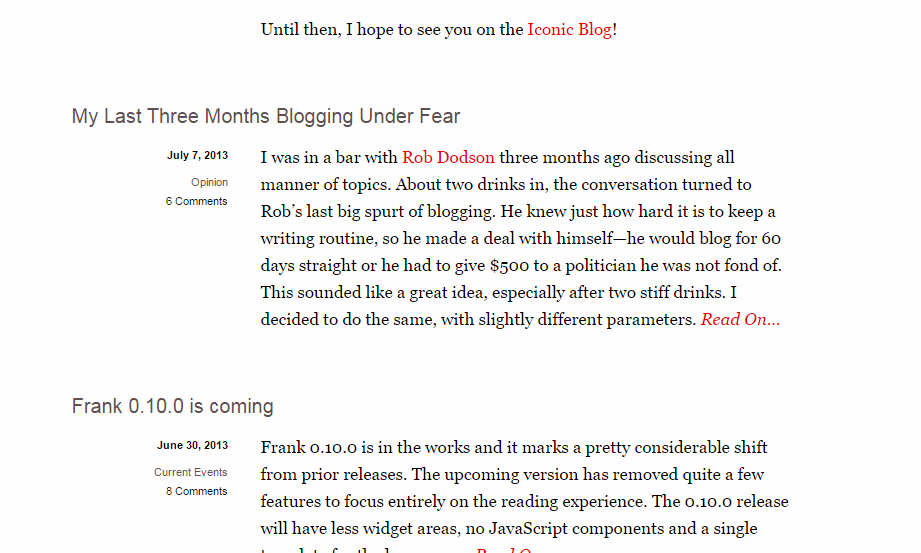 Until then, I hope to see you on the Iconic Blog!
My Last Three Months Blogging Under Fear
July 7, 2013
Opinion
6 Comments
I was in a bar with Rob Dodson three months ago discussing all
manner of topics. About two drinks in, the conversation turned to
Rob’s last big spurt of blogging. He knew just how hard it is to keep a
writing routine, so he made a deal with himself—he would blog for 60
days straight or he had to give $500 to a politician he was not fond of.
This sounded like a great idea, especially after two stiff drinks. I
decided to do the same, with slightly different parameters. Read On…
Frank 0.10.0 is coming
June 30, 2013
Current Events
8 Comments
Frank 0.10.0 is in the works and it marks a pretty considerable shift
from prior releases. The upcoming version has removed quite a few
features to focus entirely on the reading experience. The 0.10.0 release
will have less widget areas, no JavaScript components and a single